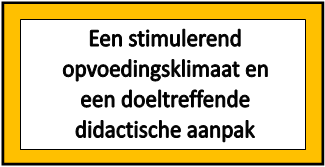 Een stimulerend
opvoedingsklimaat en
een doeltreffende
didactische aanpak